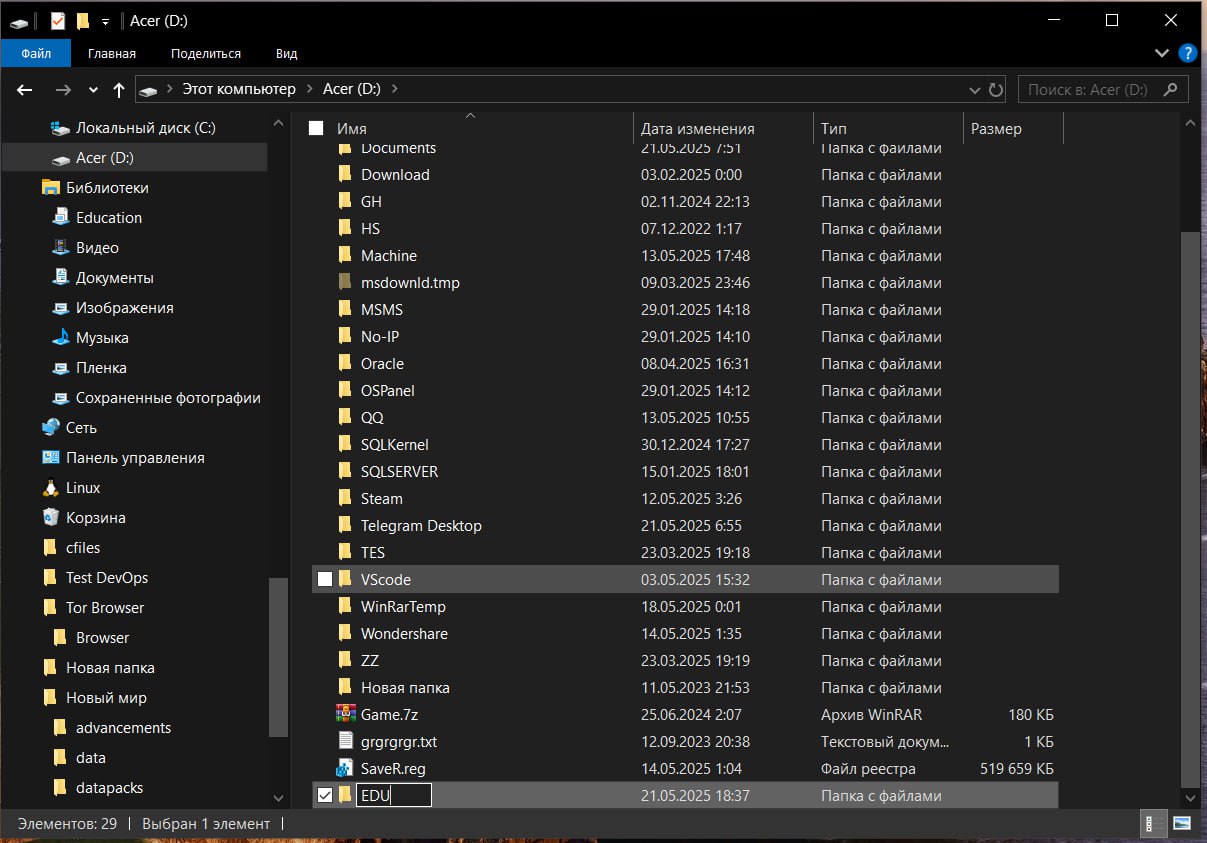 Acer (D:)
Файл Главная Поделиться Вид ?
Этот компьютер Acer (D:) Поиск в: Acer (D:)
Локальный диск (C:)
Acer (D:)
Библиотеки
Education
Видео
Документы
Изображения
Музыка
Пленка
Сохраненные фотографии
Сеть
Панель управления
Linux
Корзина
cfiles
Test DevOps
Tor Browser
Browser
Новая папка
Новый мир
advancements
data
datapacks
Имя Дата изменения Тип Размер
Documents 21.05.2025 7:51 Папка с файлами
Download 03.02.2025 0:00 Папка с файлами
GH 02.11.2024 22:13 Папка с файлами
HS 07.12.2022 1:17 Папка с файлами
Machine 13.05.2025 17:48 Папка с файлами
msdownld.tmp 09.03.2025 23:46 Папка с файлами
MSMS 29.01.2025 14:18 Папка с файлами
No-IP 29.01.2025 14:10 Папка с файлами
Oracle 08.04.2025 16:31 Папка с файлами
OSPanel 29.01.2025 14:12 Папка с файлами
QQ 13.05.2025 10:55 Папка с файлами
SQLKernel 30.12.2024 17:27 Папка с файлами
SQLSERVER 15.01.2025 18:01 Папка с файлами
Steam 12.05.2025 3:26 Папка с файлами
Telegram Desktop 21.05.2025 6:55 Папка с файлами
TES 23.03.2025 19:18 Папка с файлами
VScode 03.05.2025 15:32 Папка с файлами
WinRarTemp 18.05.2025 0:01 Папка с файлами
Wondershare 14.05.2025 1:35 Папка с файлами
ZZ 23.03.2025 19:19 Папка с файлами
Новая папка 11.05.2023 21:53 Папка с файлами
Game.7z 25.06.2024 2:07 Архив WinRAR 180 КБ
grgrgrgr.txt 12.09.2023 20:38 Текстовый докум... 1 КБ
SaveR.reg 14.05.2025 1:04 Файл реестра 519 659 КБ
EDU 21.05.2025 18:37 Папка с файлами
Элементов: 29 Выбран 1 элемент